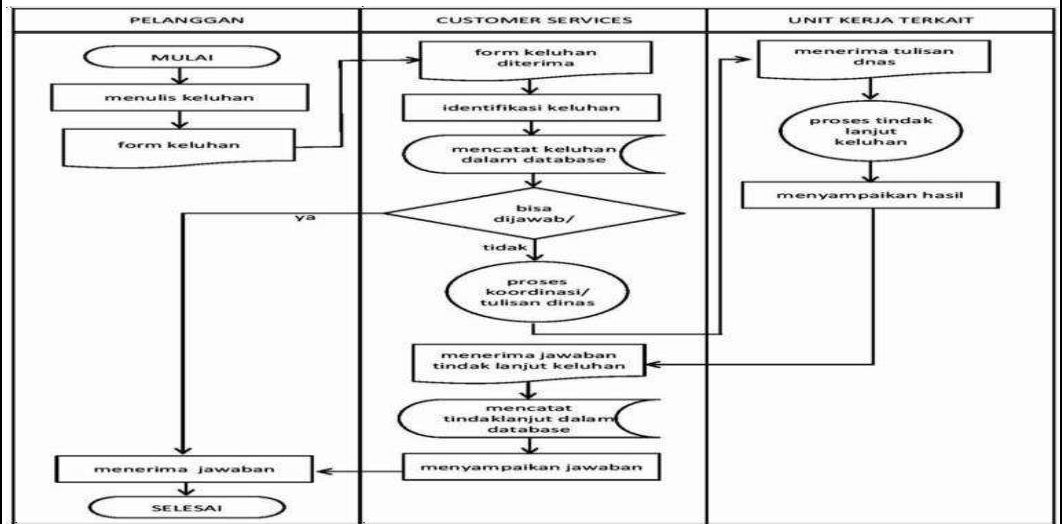 PELANGGAN
CUSTOMER SERVICES
UNIT KERJA TERKAIT
MULAI
menulis keluhan
form keluhan
form keluhan
diterima
identifikasi keluhan
mencatat keluhan
dalam database
bisa
dijawab/
ya
tidak
proses
koordinasi/
tulisan dinas
menerima tulisan
dnas
proses tindak
lanjut
keluhan
menyampaikan hasil
menerima jawaban
tindak lanjut keluhan
mencatat
tindaklanjut dalam
database
menyampaikan jawaban
menerima jawaban
SELESAI